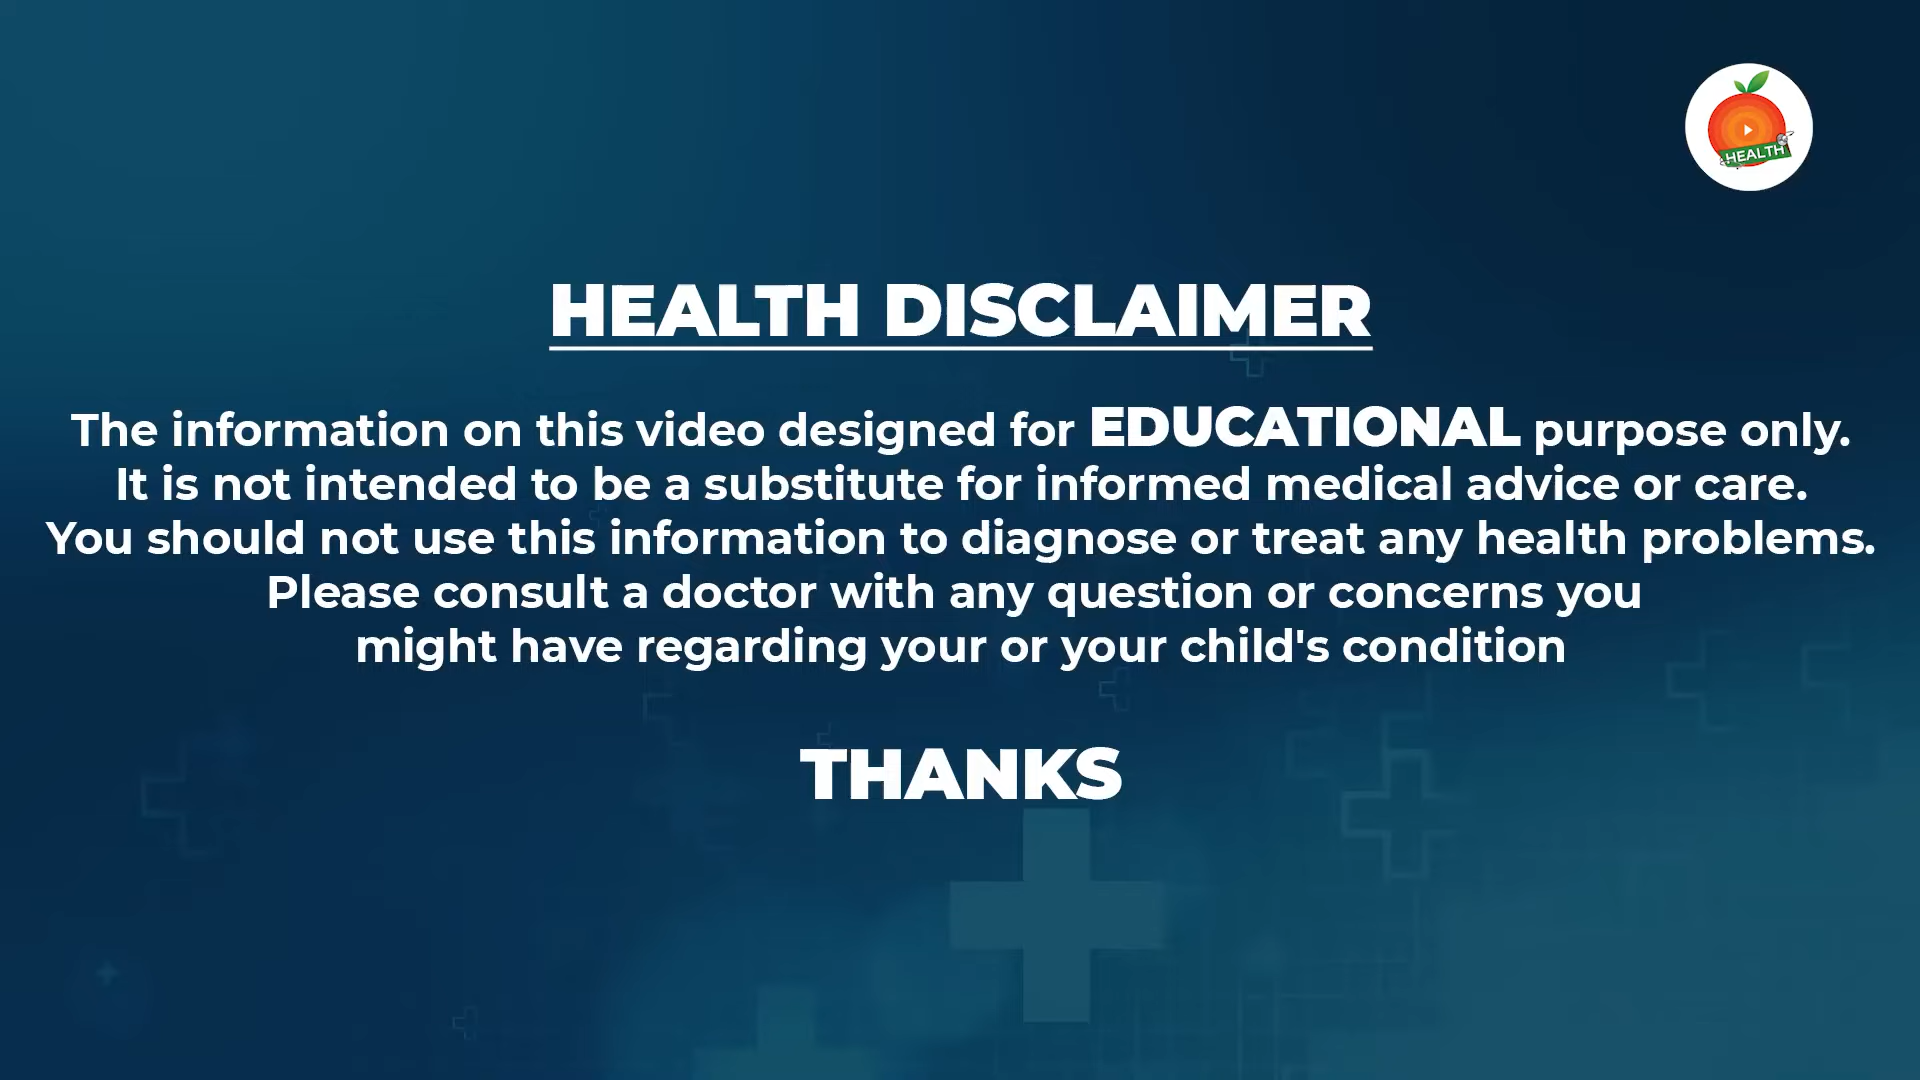 HEALTH
HEALTH DISCLAIMER
The information on this video designed for EDUCATIONAL purpose only.
It is not intended to be a substitute for informed medical advice or care.
You should not use this information to diagnose or treat any health problems.
Please consult a doctor with any question or concerns you
might have regarding your or your child's condition
THANKS